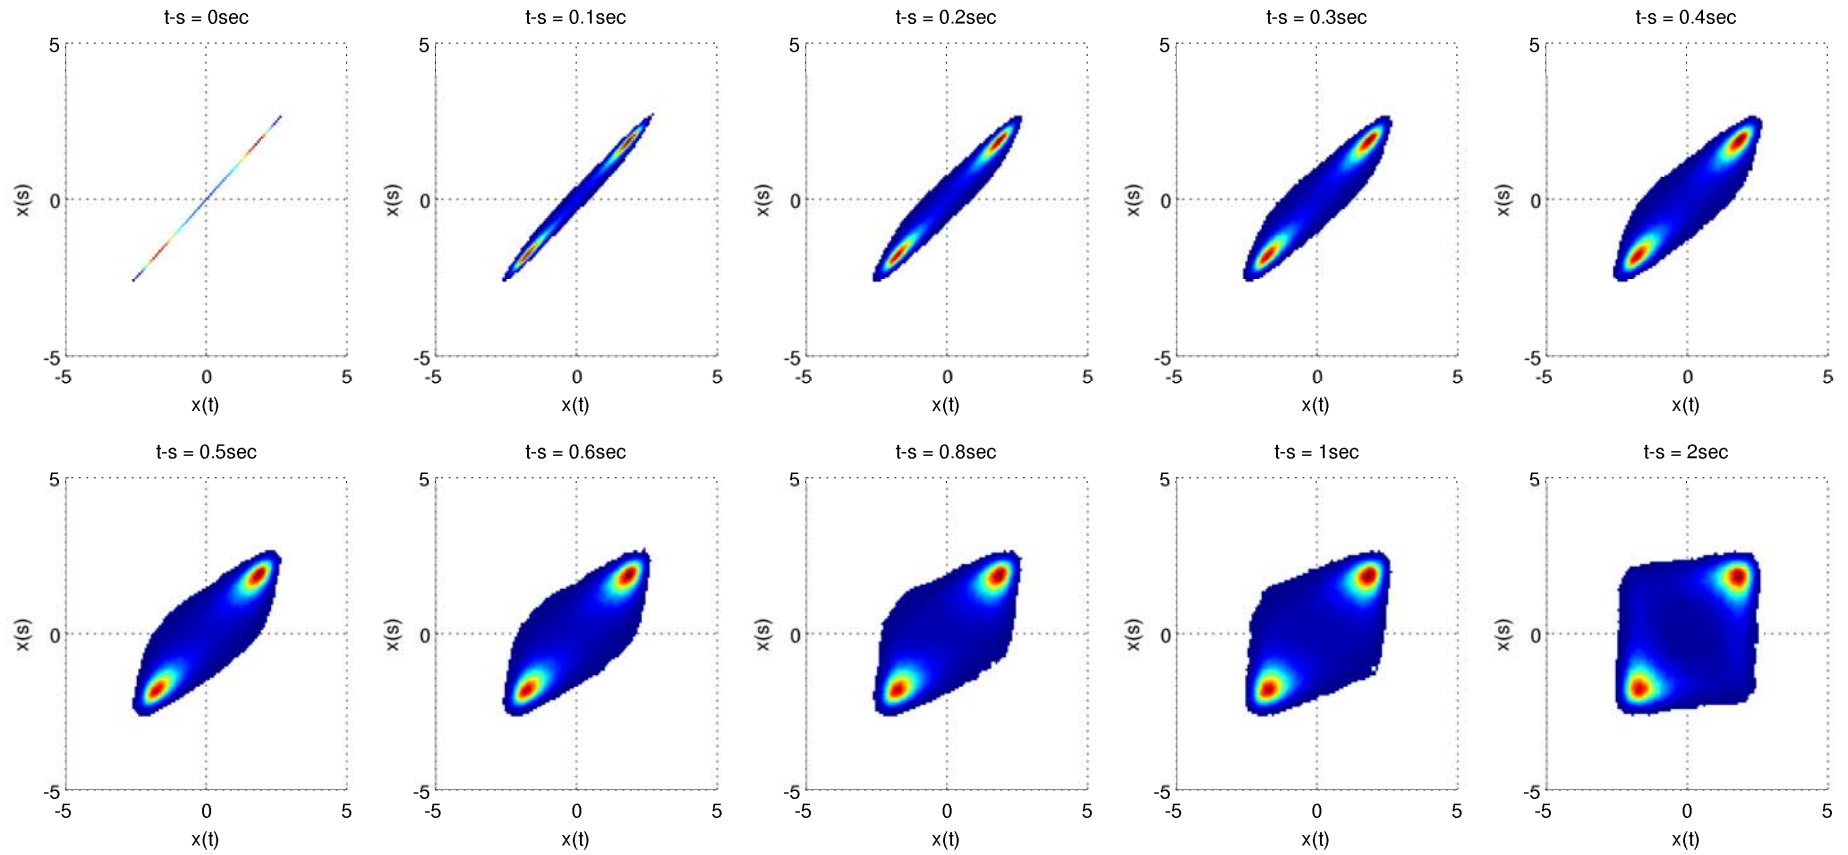 t-s = 0sec
t-s = 0.1sec
t-s = 0.2sec
t-s = 0.3sec
t-s = 0.4sec
5
5
5
5
5
x(s)
0
x(s)
0
x(s)
0
x(s)
0
x(s)
0
-5
-5
-5
-5
-5
-5 0 5
-5 0 5
-5 0 5
-5 0 5
-5 0 5
x(t)
x(t)
x(t)
x(t)
x(t)
t-s = 0.5sec
t-s = 0.6sec
t-s = 0.8sec
t-s = 1sec
t-s = 2sec
5
5
5
5
5
x(s)
0
x(s)
0
x(s)
0
x(s)
0
x(s)
0
-5
-5
-5
-5
-5
-5 0 5
-5 0 5
-5 0 5
-5 0 5
-5 0 5
x(t)
x(t)
x(t)
x(t)
x(t)